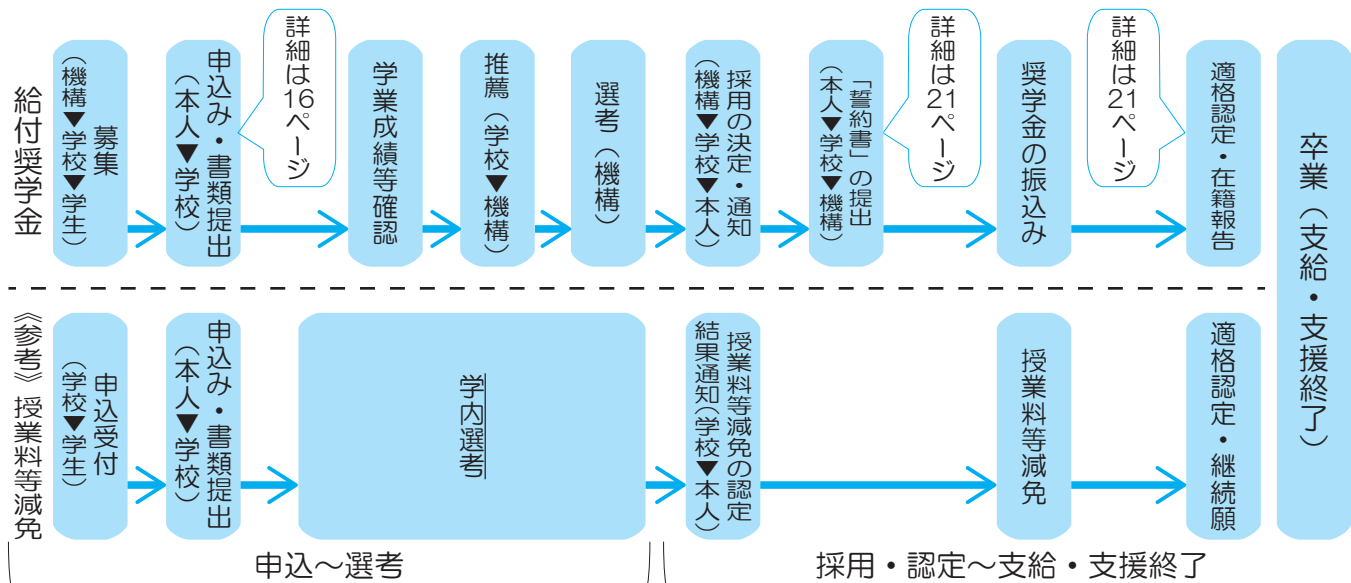 給付奨学金
募集
（機構▼学校▼学生）
申込み・書類提出
（本人▼学校）
詳細は16ページ
学業成績等確認
推薦（学校▼機構）
選考（機構）
採用の決定・通知
（機構▼学校▼本人）
「誓約書」の提出
（本人▼学校▼機構）
詳細は21ページ
奨学金の振込み
詳細は21ページ
適格認定・在籍報告
卒業（支給・支援終了）
《参考》授業料等減免
申込受付
（学校▼学生）
申込み・書類提出
（本人▼学校）
学内選考
授業料等減免の認定
結果通知（学校▼本人）
授業料等減免
適格認定・継続願
申込～選考
採用・認定～支給・支援終了